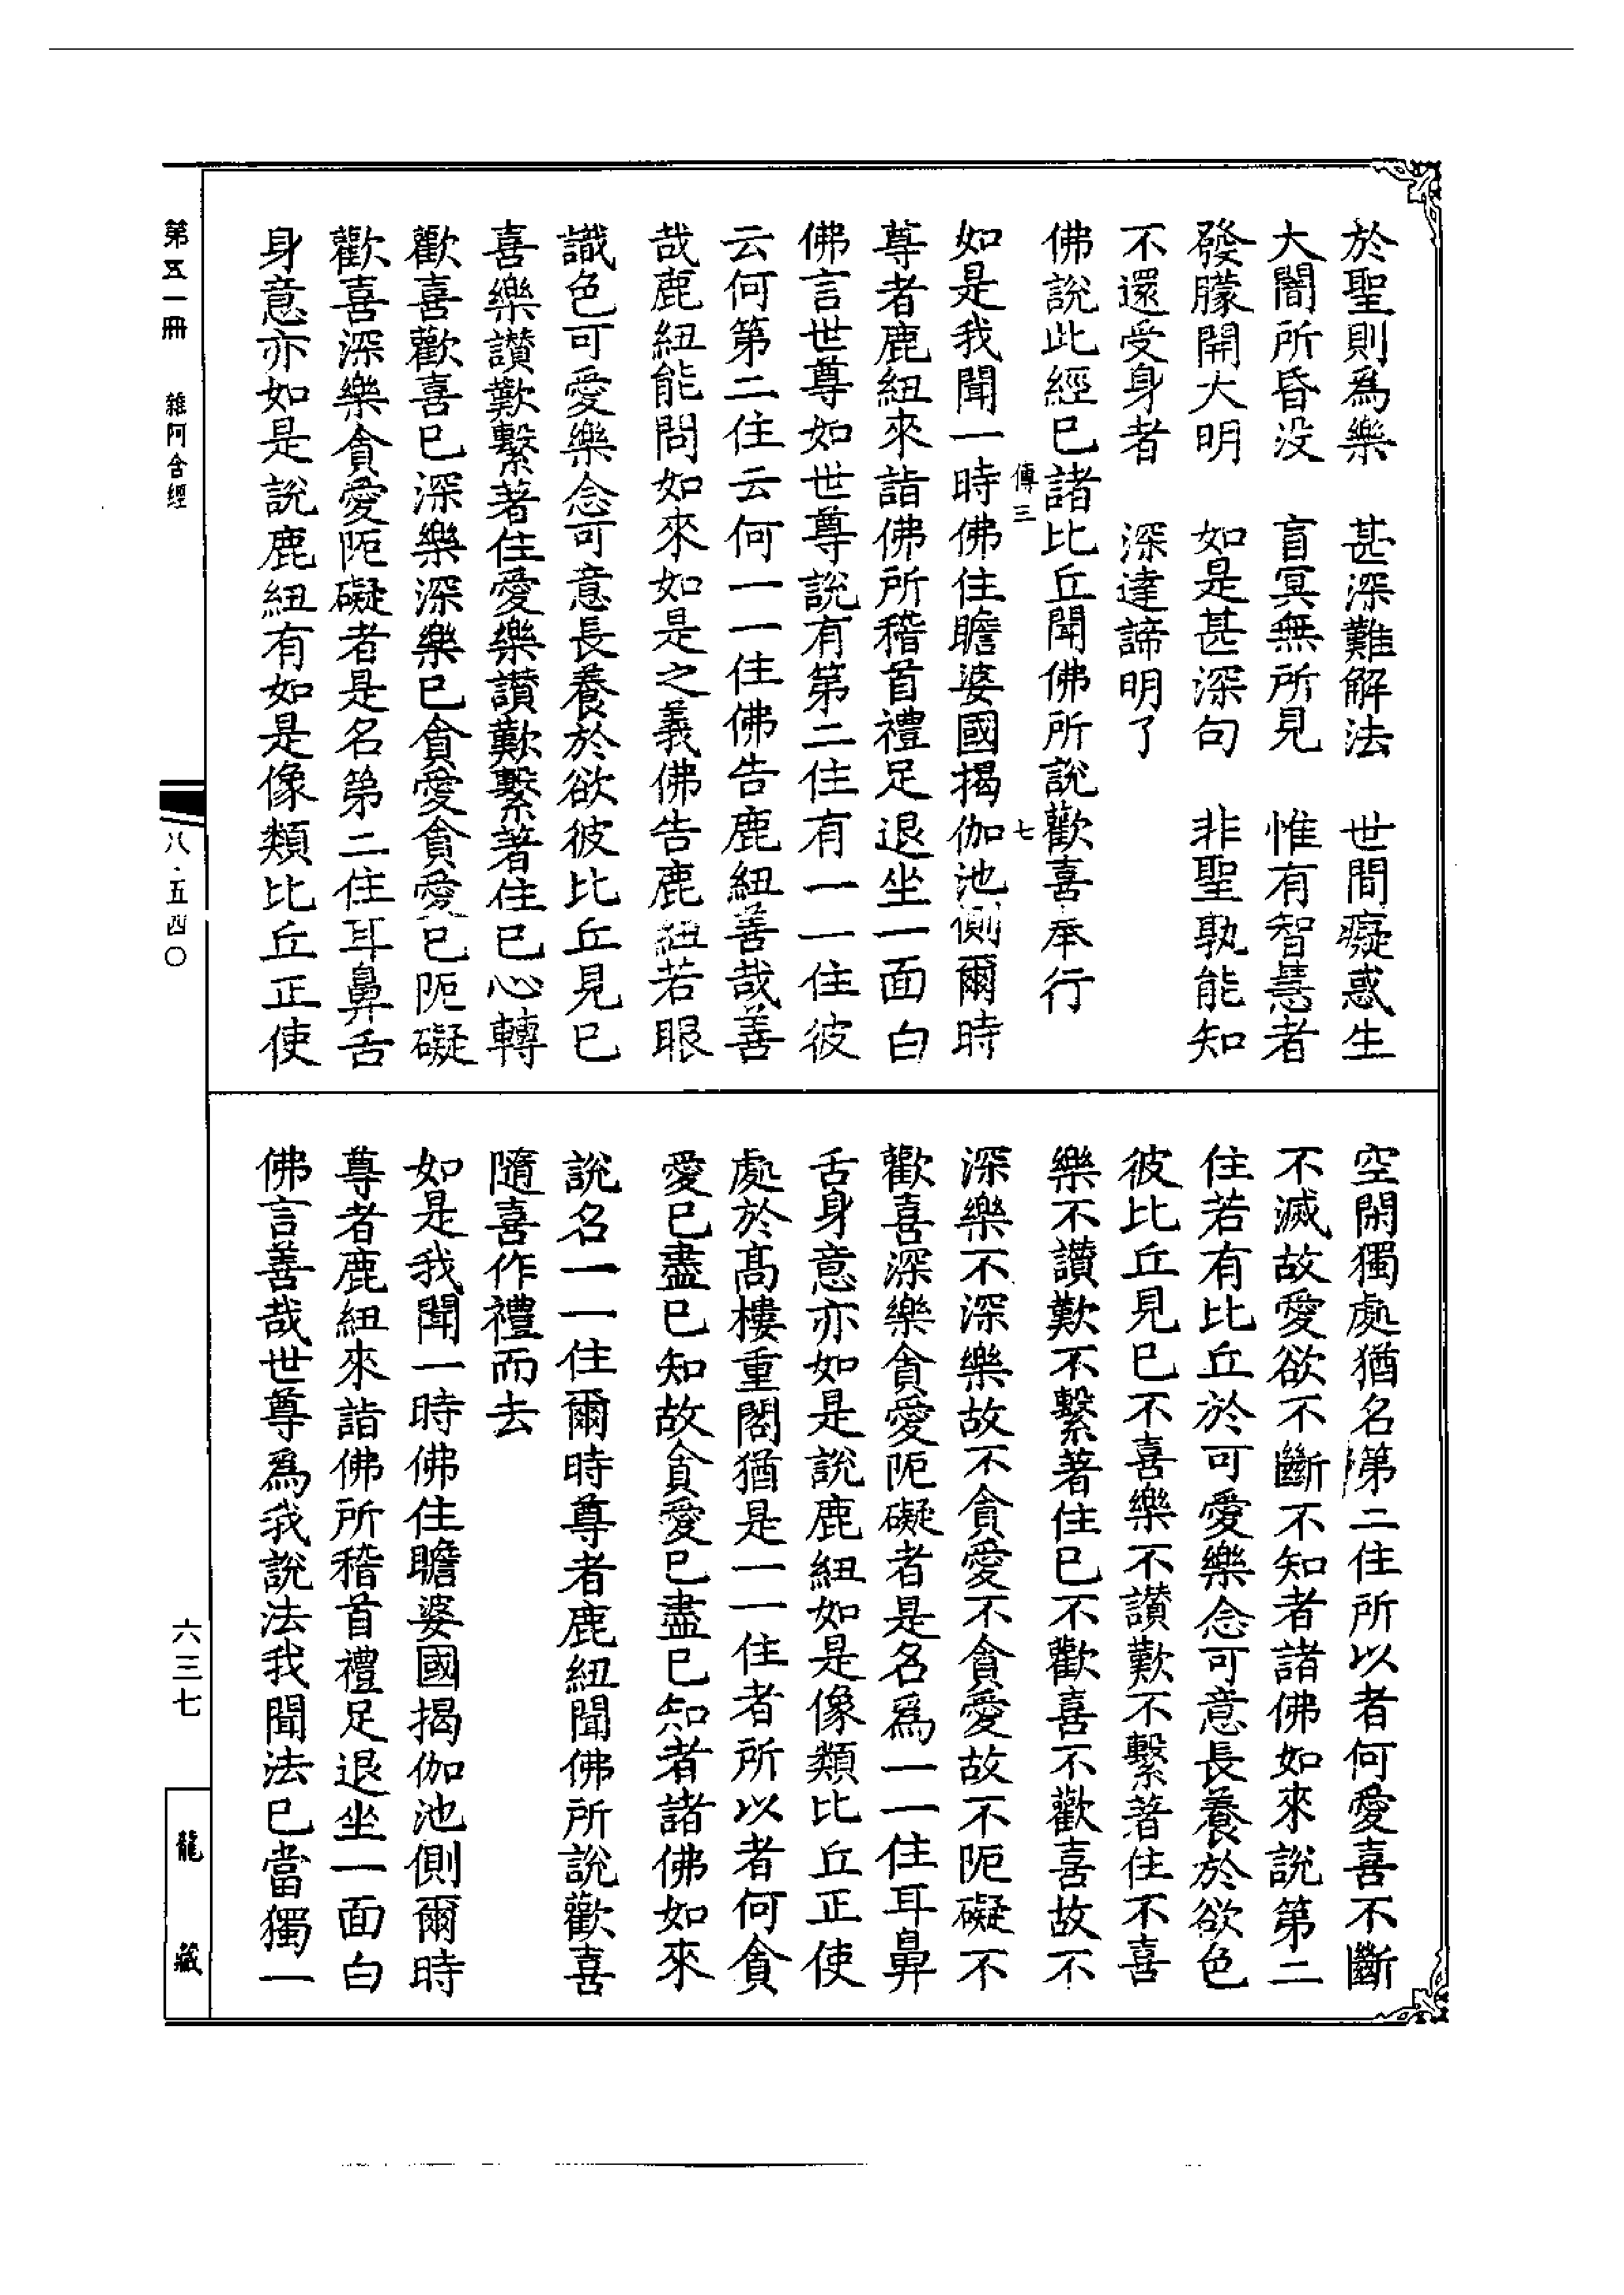 於聖則爲樂　甚深難解法　世間癡惑生
大闇所昏没　盲冥無所見　惟有智慧者
發朦開大明　如是甚深句　非聖孰能知
不還受身者　深達諦明了
佛說此經已諸比丘聞佛所說歡喜奉行
傳三　七
如是我聞一時佛住瞻婆國揭伽池側爾時
尊者鹿紐來詣佛所稽首禮足退坐一面白
佛言世尊如世尊說有第二住有一一住彼
云何第二住云何一一住佛告鹿紐善哉善
哉鹿紐能問如來如是之義佛告鹿紐若眼
識色可愛樂念可意長養於欲彼比丘見已
喜樂讃歎繫著住愛樂讃歎繫著住已心轉
歡喜歡喜已深樂深樂已貪愛貪愛已阨礙
歡喜深樂貪愛阨礙者是名第二住耳鼻舌
身意亦如是說鹿紐有如是像類比丘正使
空閑獨處猶名第二住所以者何愛喜不斷
不滅故愛欲不斷不知者諸佛如來說第二
住若有比丘於可愛樂念可意長養於欲色
彼比丘見已不喜樂不讃歎不繫著住不喜
樂不讃歎不繫著住已不歡喜不歡喜故不
深樂不深樂故不貪愛不貪愛故不阨礙不
歡喜深樂貪愛阨礙者是名爲一一住耳鼻
舌身意亦如是說鹿紐如是像類比丘正使
處於高樓重閣猶是一一住者所以者何貪
愛已盡已知故貪愛已盡已知者諸佛如來
說名一一住爾時尊者鹿紐聞佛所說歡喜
隨喜作禮而去
如是我聞一時佛住瞻婆國揭伽池側爾時
尊者鹿紐來詣佛所稽首禮足退坐一面白
佛言善哉世尊爲我說法我聞法已當獨一
第五一冊　雜阿含經
八·五四〇
六三七
龍藏